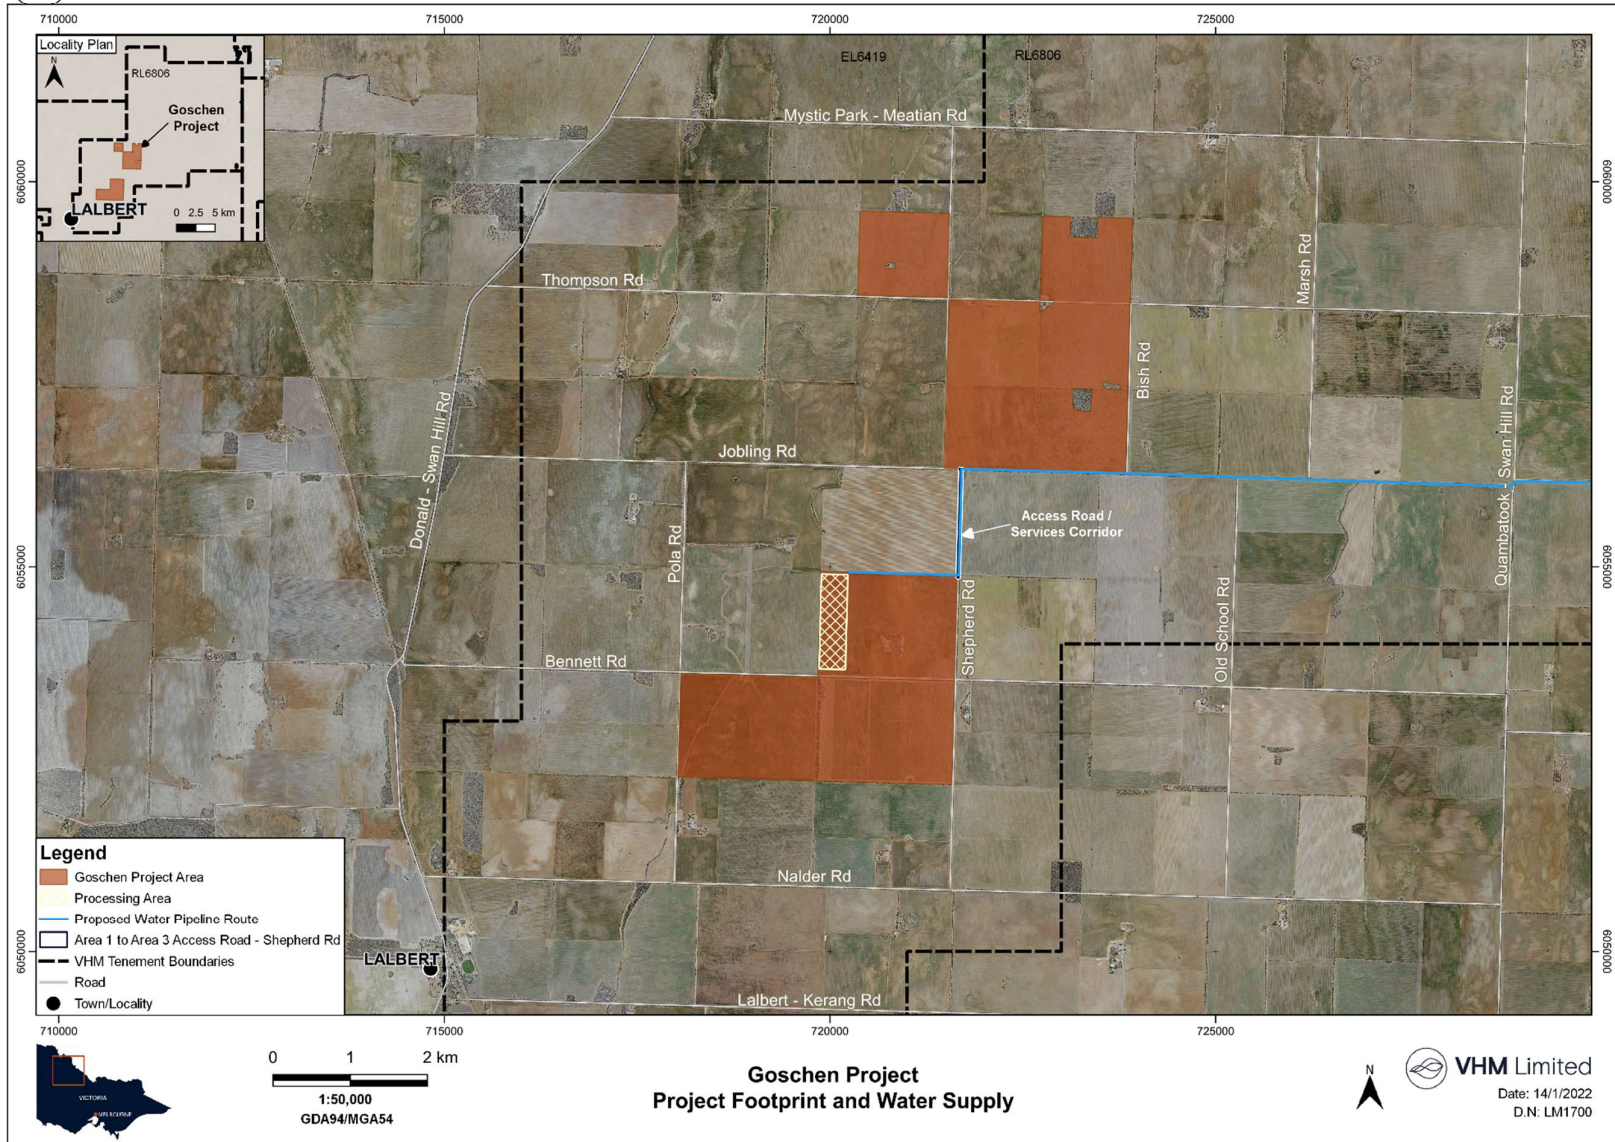 710000
715000
720000
725000
Locality Plan
N
RL6806
Goschen
Project
LALBERT
0 2.5 5 km
EL6419
RL6806
Mystic Park - Meatian Rd
6060000
6060000
Thompson Rd
Marsh Rd
Bish Rd
Donald - Swan Hill Rd
Quambatook - Swan Hill Rd
Jobling Rd
Access Road /
Services Corridor
Pola Rd
6055000
6055000
Shepherd Rd
Old School Rd
Bennett Rd
Nalder Rd
6050000
6050000
LALBERT
Lalbert - Kerang Rd
Legend
Goschen Project Area
Processing Area
Proposed Water Pipeline Route
Area 1 to Area 3 Access Road - Shepherd Rd
VHM Tenement Boundaries
Road
Town/Locality
710000
715000
720000
725000
VICTORIA
MELBOURNE
0 1 2 km
1:50,000
GDA94/MGA54
Goschen Project
Project Footprint and Water Supply
N
VHM Limited
Date: 14/1/2022
D.N: LM1700